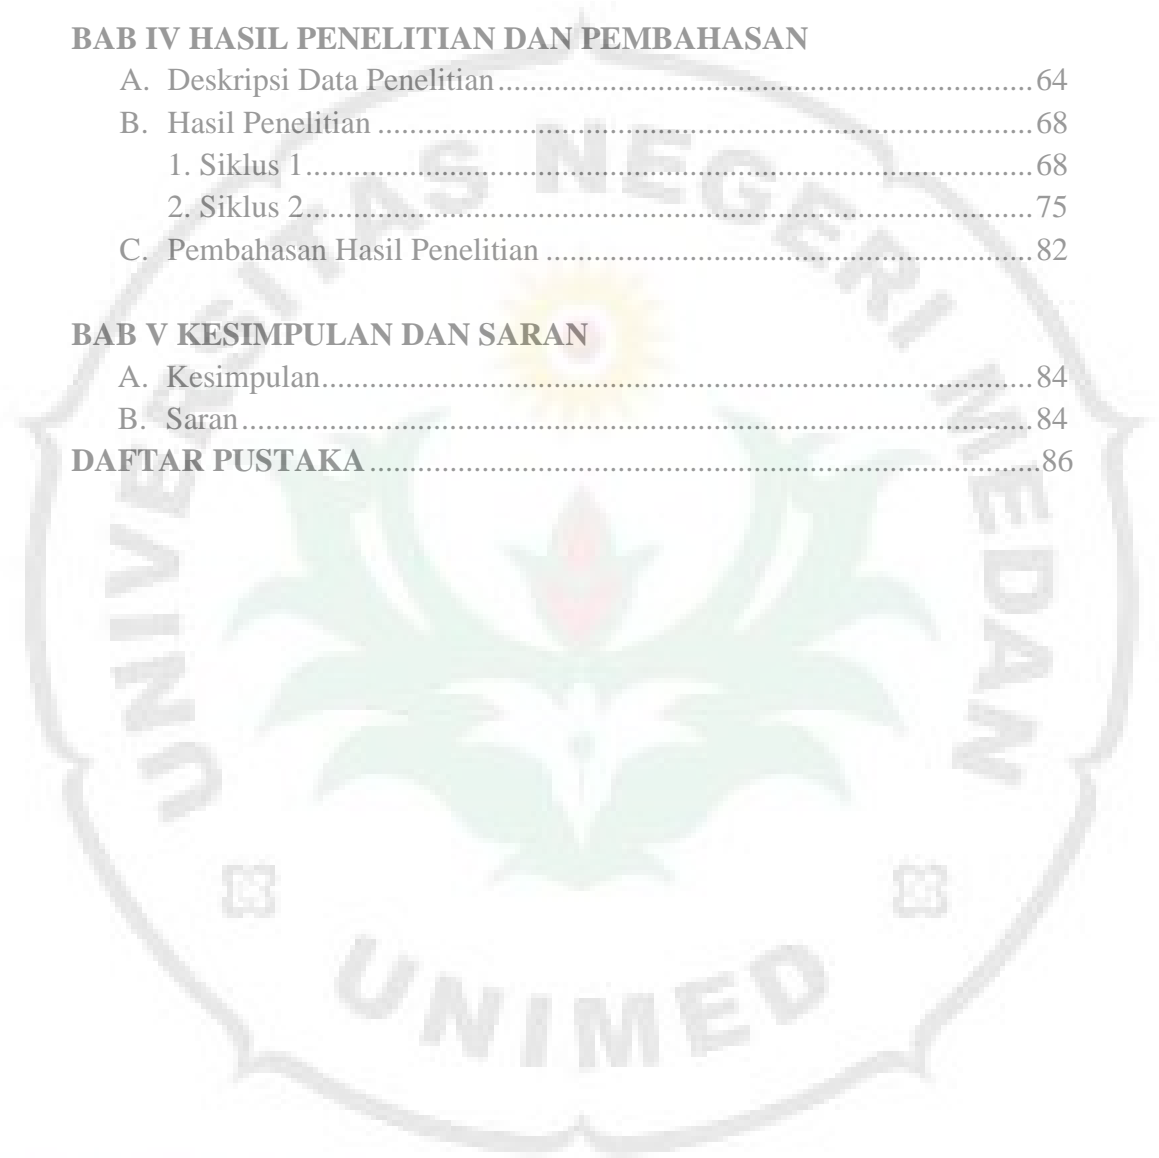 BAB IV HASIL PENELITIAN DAN PEMBAHASAN
A. Deskripsi Data Penelitian ................................................................... 64
B. Hasil Penelitian .................................................................................. 68
1. Siklus 1 ........................................................................................... 68
2. Siklus 2 ........................................................................................... 75
C. Pembahasan Hasil Penelitian ............................................................. 82
BAB V KESIMPULAN DAN SARAN
A. Kesimpulan ......................................................................................... 84
B. Saran ................................................................................................... 84
DAFTAR PUSTAKA .................................................................................... 86
UNIVERSITAS NEGERI MEDAN
UNIMED